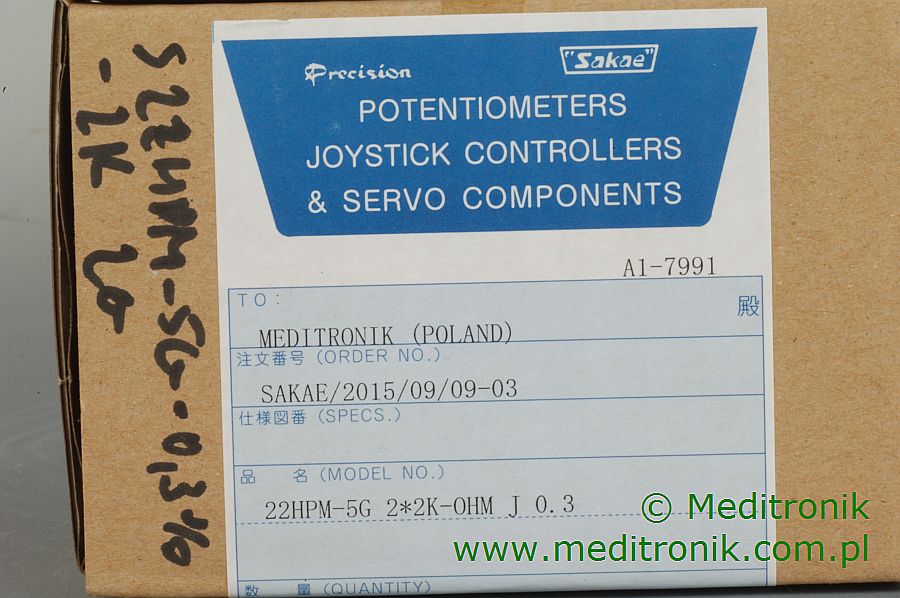 Precision
"Sakae"
POTENTIOMETERS
JOYSTICK CONTROLLERS
& SERVO COMPONENTS
A1-7991
TO:
殿
MEDITRONIK (POLAND)
注文番号 (ORDER NO.)
SAKAE/2015/09/09-03
仕様図番 (SPECS.)
品 名 (MODEL NO.)
22HPM-5G 2*2K-OHM J 0.3
数 量 (QUANTITY)
S22HPM-5G-0,3%
-2K
© Meditronik
www.meditronik.com.pl